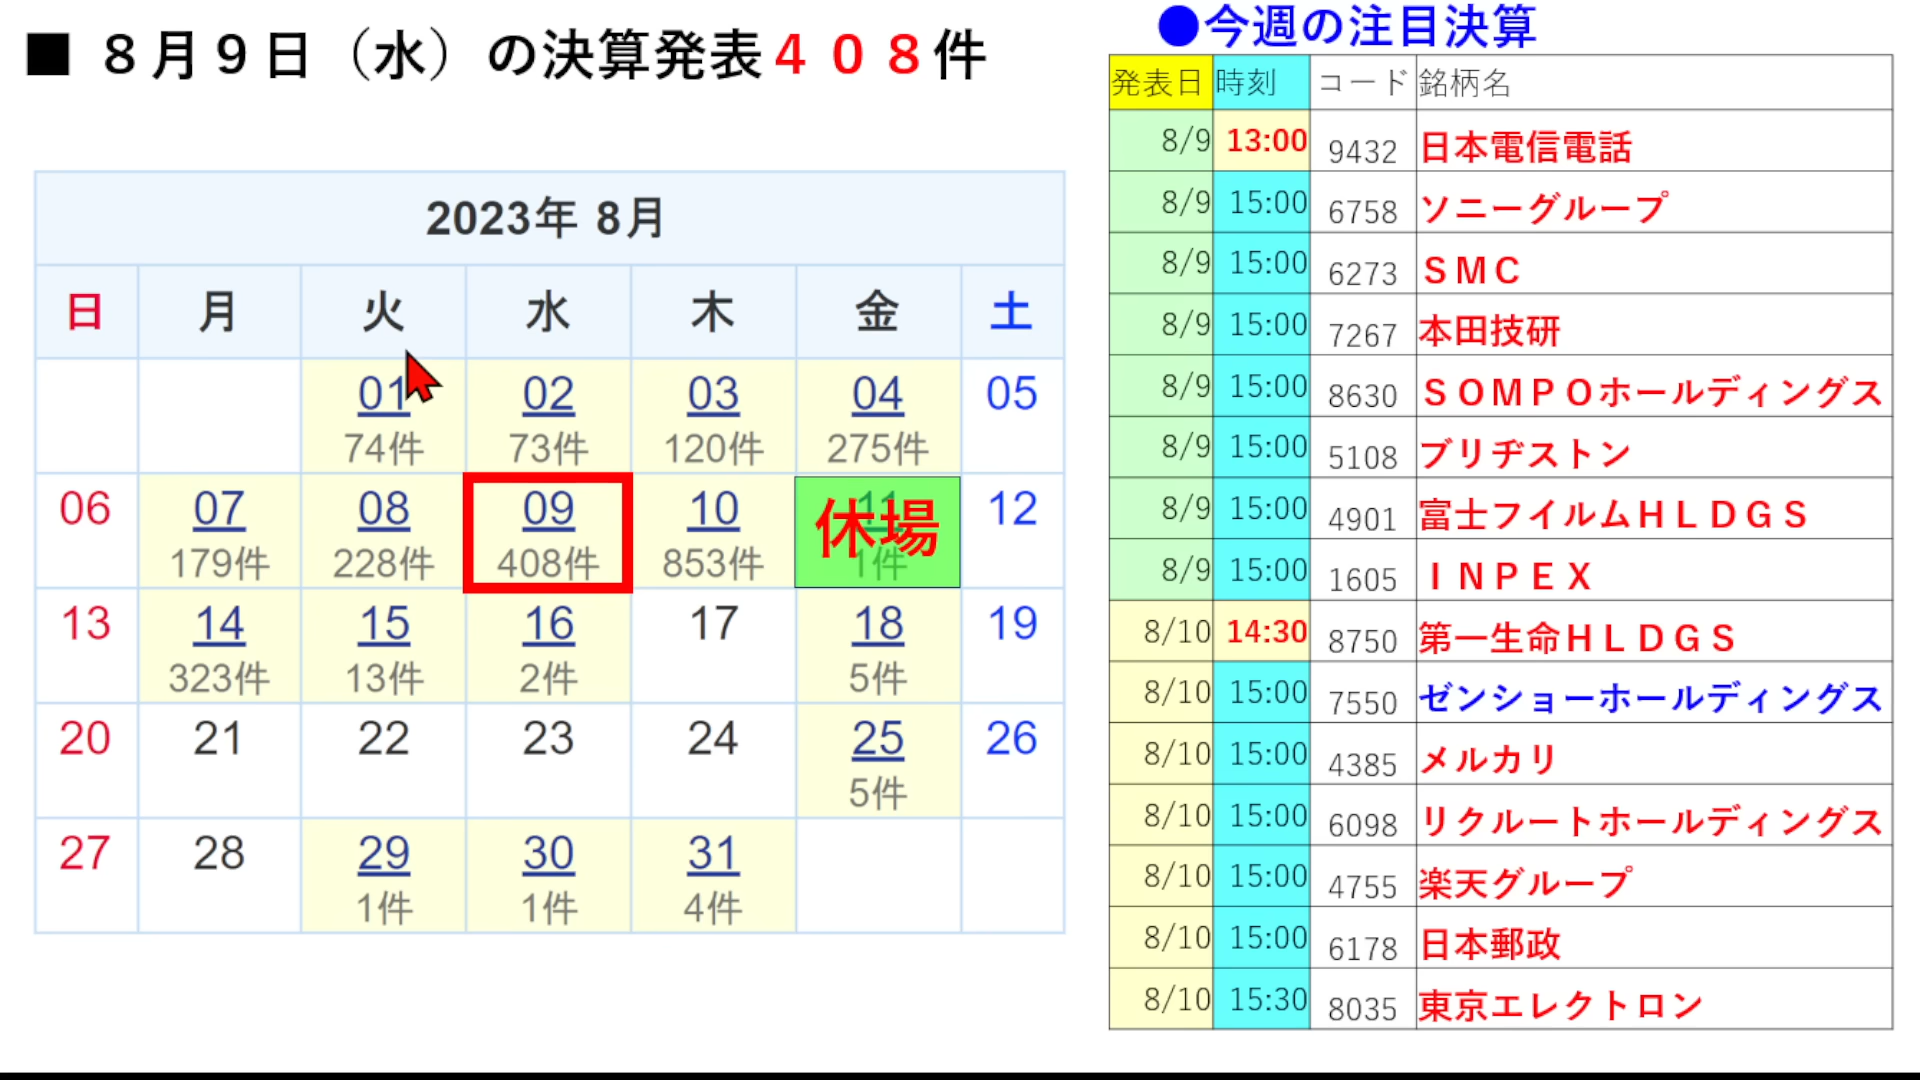 ■ 8月9日（水）の決算発表408件
2023年 8月
日 月 火 水 木 金 土
01 02 03 04 05
74件 73件 120件 275件
06 07 08 09 10 11 12
179件 228件 408件 853件 1件
休場
13 14 15 16 17 18 19
323件 13件 2件 5件
20 21 22 23 24 25 26
5件
27 28 29 30 31
1件 1件 4件
●今週の注目決算
発表日 時刻 コード 銘柄名
8/9 13:00 9432 日本電信電話
8/9 15:00 6758 ソニーグループ
8/9 15:00 6273 ＳＭＣ
8/9 15:00 7267 本田技研
8/9 15:00 8630 ＳＯＭＰＯホールディングス
8/9 15:00 5108 ブリヂストン
8/9 15:00 4901 富士フイルムＨＬＤＧＳ
8/9 15:00 1605 ＩＮＰＥＸ
8/10 14:30 8750 第一生命ＨＬＤＧＳ
8/10 15:00 7550 ゼンショーホールディングス
8/10 15:00 4385 メルカリ
8/10 15:00 6098 リクルートホールディングス
8/10 15:00 4755 楽天グループ
8/10 15:00 6178 日本郵政
8/10 15:30 8035 東京エレクトロン